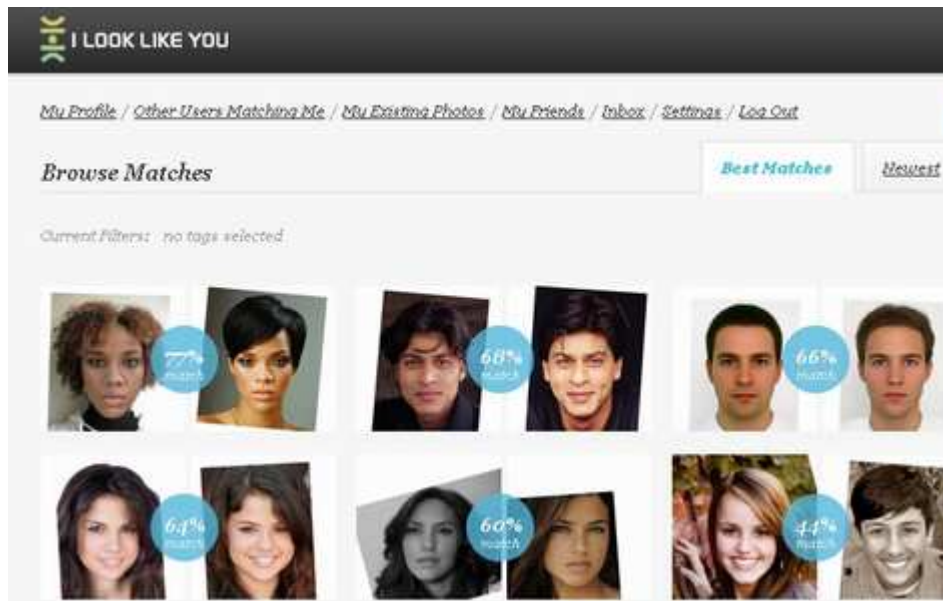 I LOOK LIKE YOU
My Profile / Other Users Matching Me / My Existing Photos / My Friends / Inbox / Settings / Log Out
Browse Matches
Best Matches
Newest
Current Filters: no tags selected
77% match
68% match
66% match
64% match
60% match
44% match